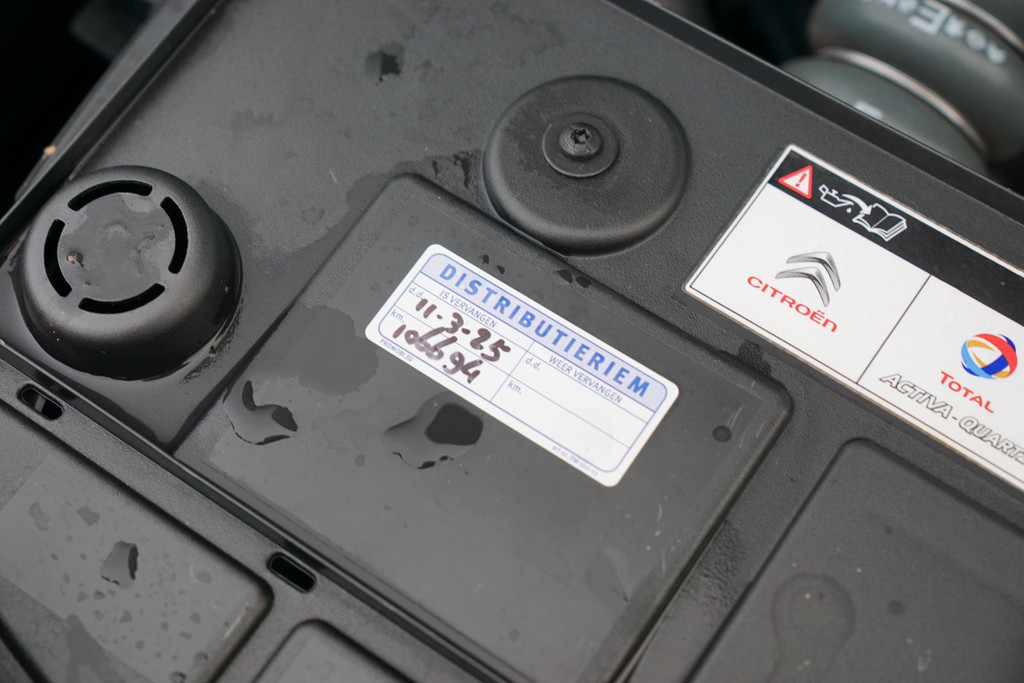 DISTRIBUTIERIEM
IS VERVANGEN
d.d. 11-3-25
km. 106694
WEER VERVANGEN
d.d.
km.
CITROËN
TOTAL
ACTIVA-QUARTZ